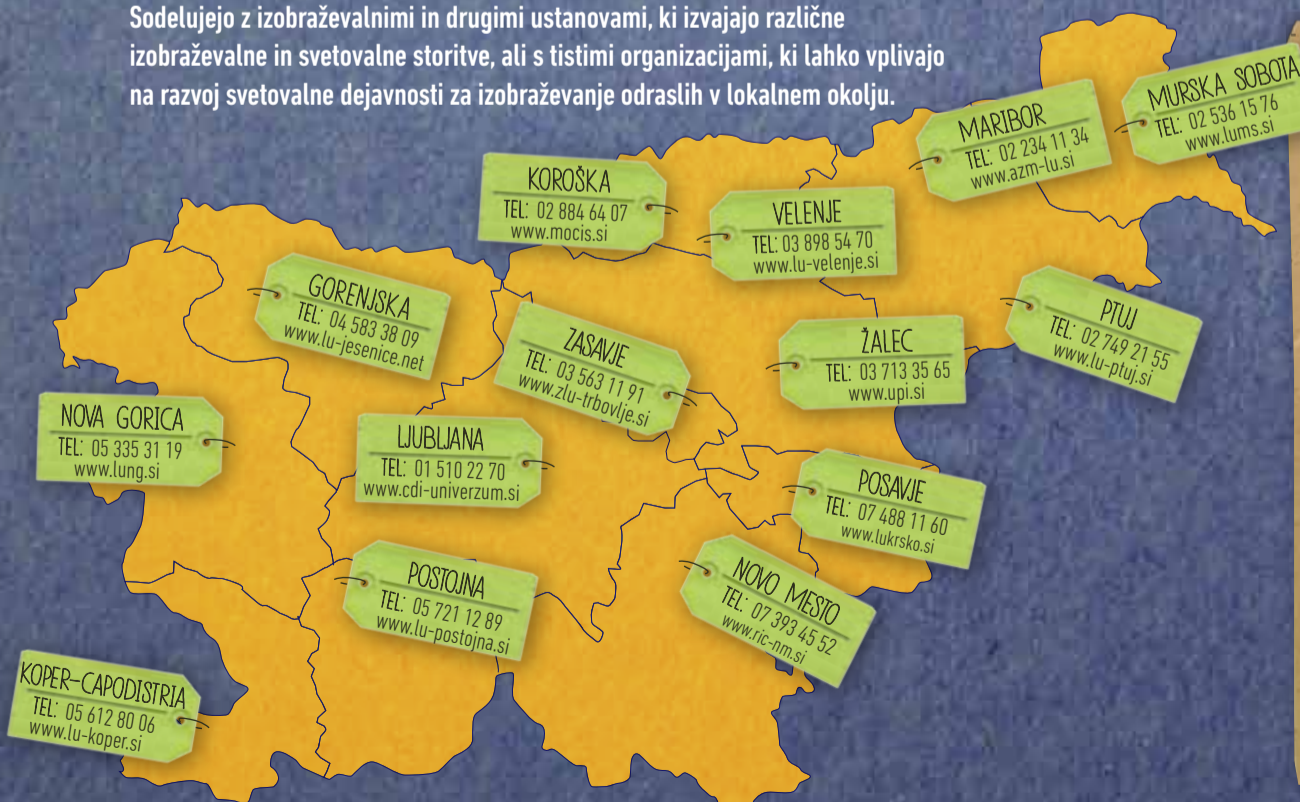 Sodelujejo z izobraževalnimi in drugimi ustanovami, ki izvajajo različne
izobraževalne in svetovalne storitve, ali s tistimi organizacijami, ki lahko vplivajo
na razvoj svetovalne dejavnosti za izobraževanje odraslih v lokalnem okolju.
MURSKA SOBOTA
TEL: 02 536 15 76
www.lums.si
MARIBOR
TEL: 02 234 11 34
www.azm-lu.si
KOROŠKA
TEL: 02 884 64 07
www.mocis.si
VELENJE
TEL: 03 898 54 70
www.lu-velenje.si
GORENJSKA
TEL: 04 583 38 09
www.lu-jesenice.net
ZASAVJE
TEL: 03 563 11 91
www.zlu-trbovlje.si
ŽALEC
TEL: 03 713 35 65
www.upi.si
PTUJ
TEL: 02 749 21 55
www.lu-ptuj.si
NOVA GORICA
TEL: 05 335 31 19
www.lung.si
LJUBLJANA
TEL: 01 510 22 70
www.cdi-univerzum.si
POSAVJE
TEL: 07 488 11 60
www.lukrsko.si
POSTOJNA
TEL: 05 721 12 89
www.lu-postojna.si
NOVO MESTO
TEL: 07 393 45 52
www.ric-nm.si
KOPER-CAPODISTRIA
TEL: 05 612 80 06
www.lu-koper.si